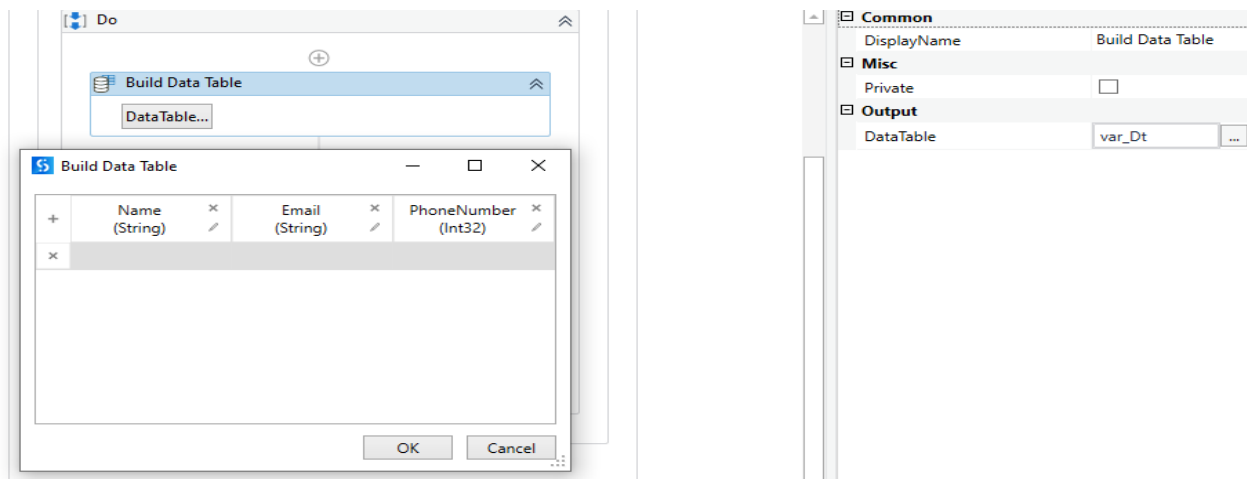 Do
Build Data Table
DataTable...
Build Data Table
Name
(String)
Email
(String)
PhoneNumber
(Int32)
OK
Cancel
Common
DisplayName
Build Data Table
Misc
Private
Output
DataTable
var_Dt
...